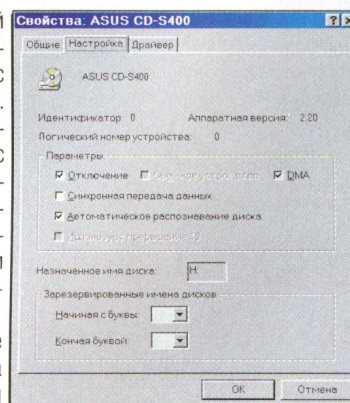 Свойства: ASUS CD-S400
Общие Настройка Драйвер
ASUS CD-S400
Идентификатор: 0 Аппаратная версия: 2.20
Логический номер устройства: 0
Параметры
Отключение Съемное устройство DMA
Синхронная передача данных
Автоматическое распознавание диска
Назначенное имя диска: H:
Зарезервированные имена дисков
Начиная с буквы:
Кончая буквой:
OK Отмена